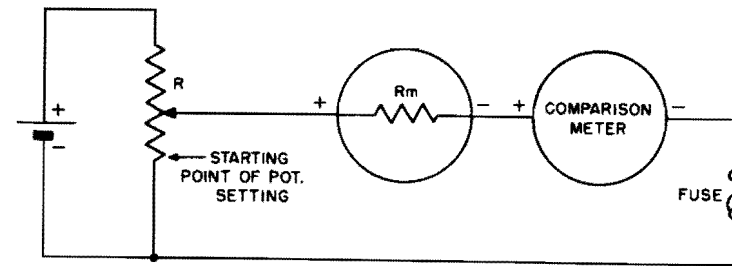 +
−
R
STARTING
POINT OF POT.
SETTING
+
Rm
−
+
COMPARISON
METER
−
FUSE